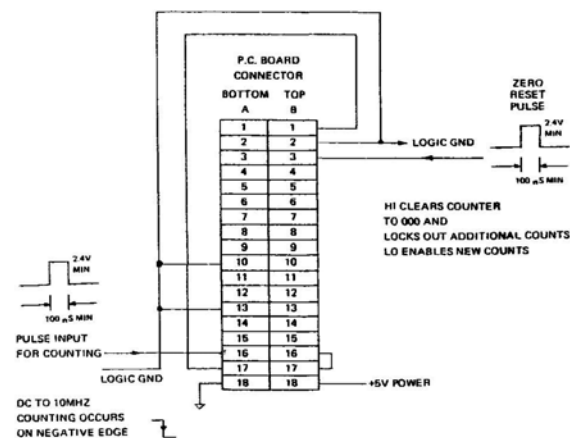 P.C. BOARD
CONNECTOR
BOTTOM TOP
A B
1 1
2 2
3 3
4 4
5 5
6 6
7 7
8 8
9 9
10 10
11 11
12 12
13 13
14 14
15 15
16 16
17 17
18 18
LOGIC GND
ZERO
RESET
PULSE
2.4V
MIN
100 nS MIN
HI CLEARS COUNTER
TO 000 AND
LOCKS OUT ADDITIONAL COUNTS
LO ENABLES NEW COUNTS
2.4V
MIN
100 nS MIN
PULSE INPUT
FOR COUNTING
LOGIC GND
+5V POWER
DC TO 10MHZ
COUNTING OCCURS
ON NEGATIVE EDGE